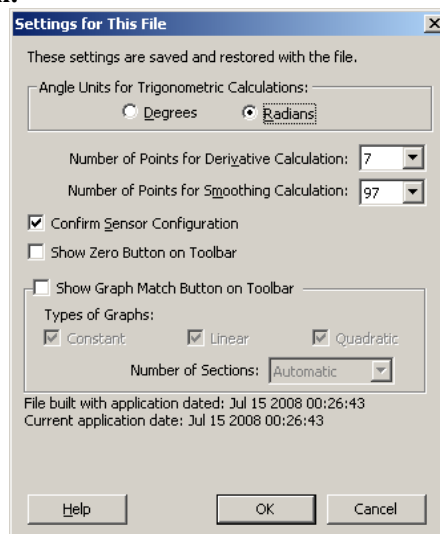 Settings for This File
These settings are saved and restored with the file.
Angle Units for Trigonometric Calculations:
Degrees Radians
Number of Points for Derivative Calculation: 7
Number of Points for Smoothing Calculation: 97
Confirm Sensor Configuration
Show Zero Button on Toolbar
Show Graph Match Button on Toolbar
Types of Graphs:
Constant Linear Quadratic
Number of Sections: Automatic
File built with application dated: Jul 15 2008 00:26:43
Current application date: Jul 15 2008 00:26:43
Help OK Cancel